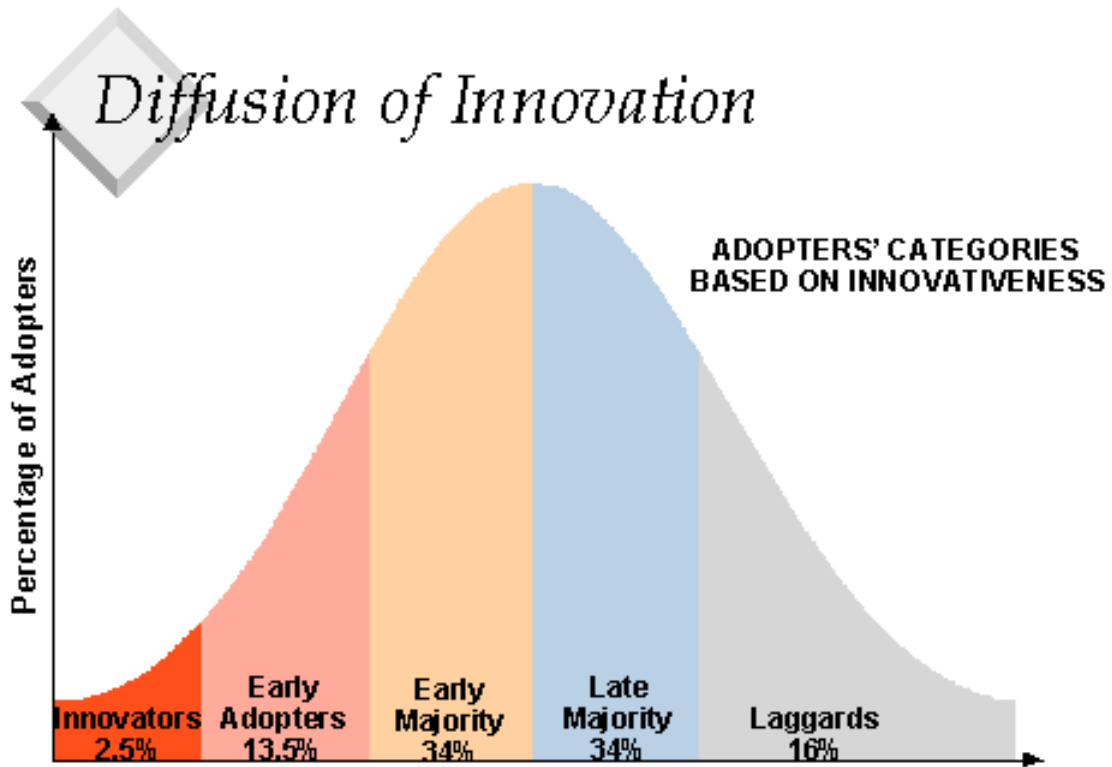 Diffusion of Innovation
ADOPTERS' CATEGORIES
BASED ON INNOVATIVENESS
Percentage of Adopters
Innovators
2.5%
Early
Adopters
13.5%
Early
Majority
34%
Late
Majority
34%
Laggards
16%